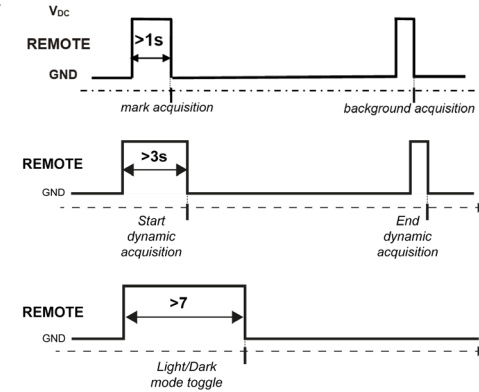 VDC
REMOTE
>1s
GND
mark acquisition
background acquisition
REMOTE
>3s
GND
Start
dynamic
acquisition
End
dynamic
acquisition
>7
REMOTE
GND
Light/Dark
mode toggle